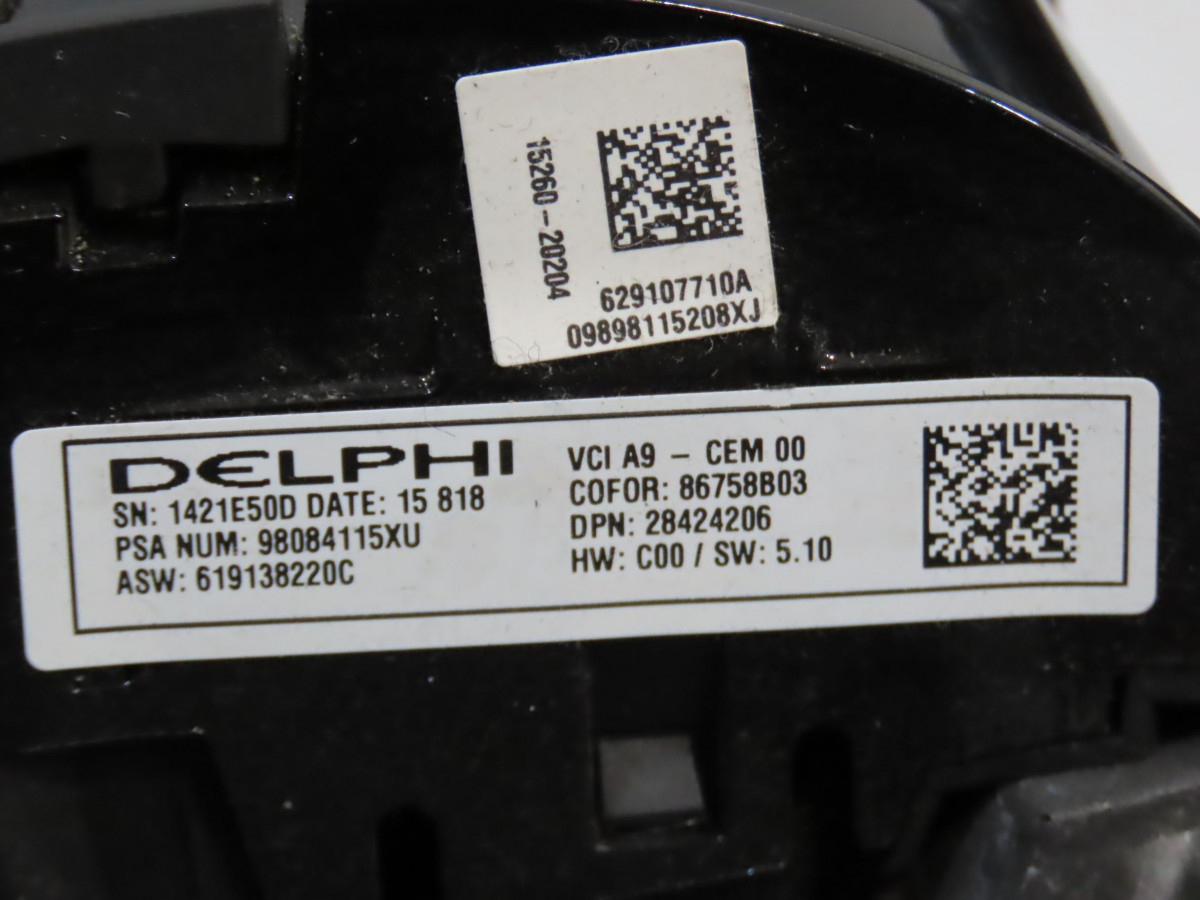 15260-20204
629107710A
09898115208XJ
DELPHI
SN: 1421E50D DATE: 15 818
PSA NUM: 98084115XU
ASW: 619138220C
VCI A9 - CEM 00
COFOR: 86758B03
DPN: 28424206
HW: C00 / SW: 5.10